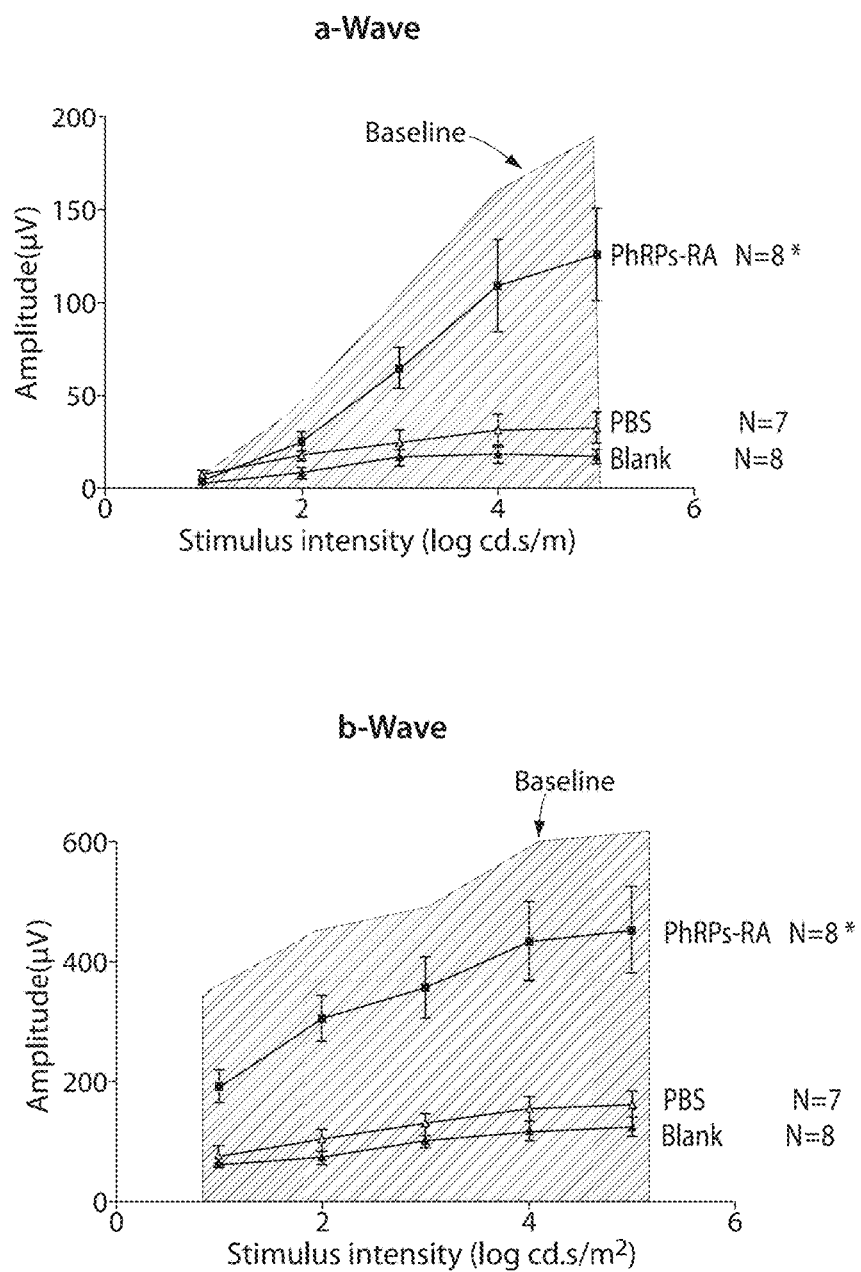 a-Wave
200
Baseline
150
PhRPs-RA N=8 *
Amplitude(μV)
100
50
PBS N=7
Blank N=8
0
0 2 4 6
Stimulus intensity (log cd.s/m)
b-Wave
Baseline
600
PhRPs-RA N=8 *
400
Amplitude(μV)
200
PBS N=7
Blank N=8
0
0 2 4 6
Stimulus intensity (log cd.s/m²)